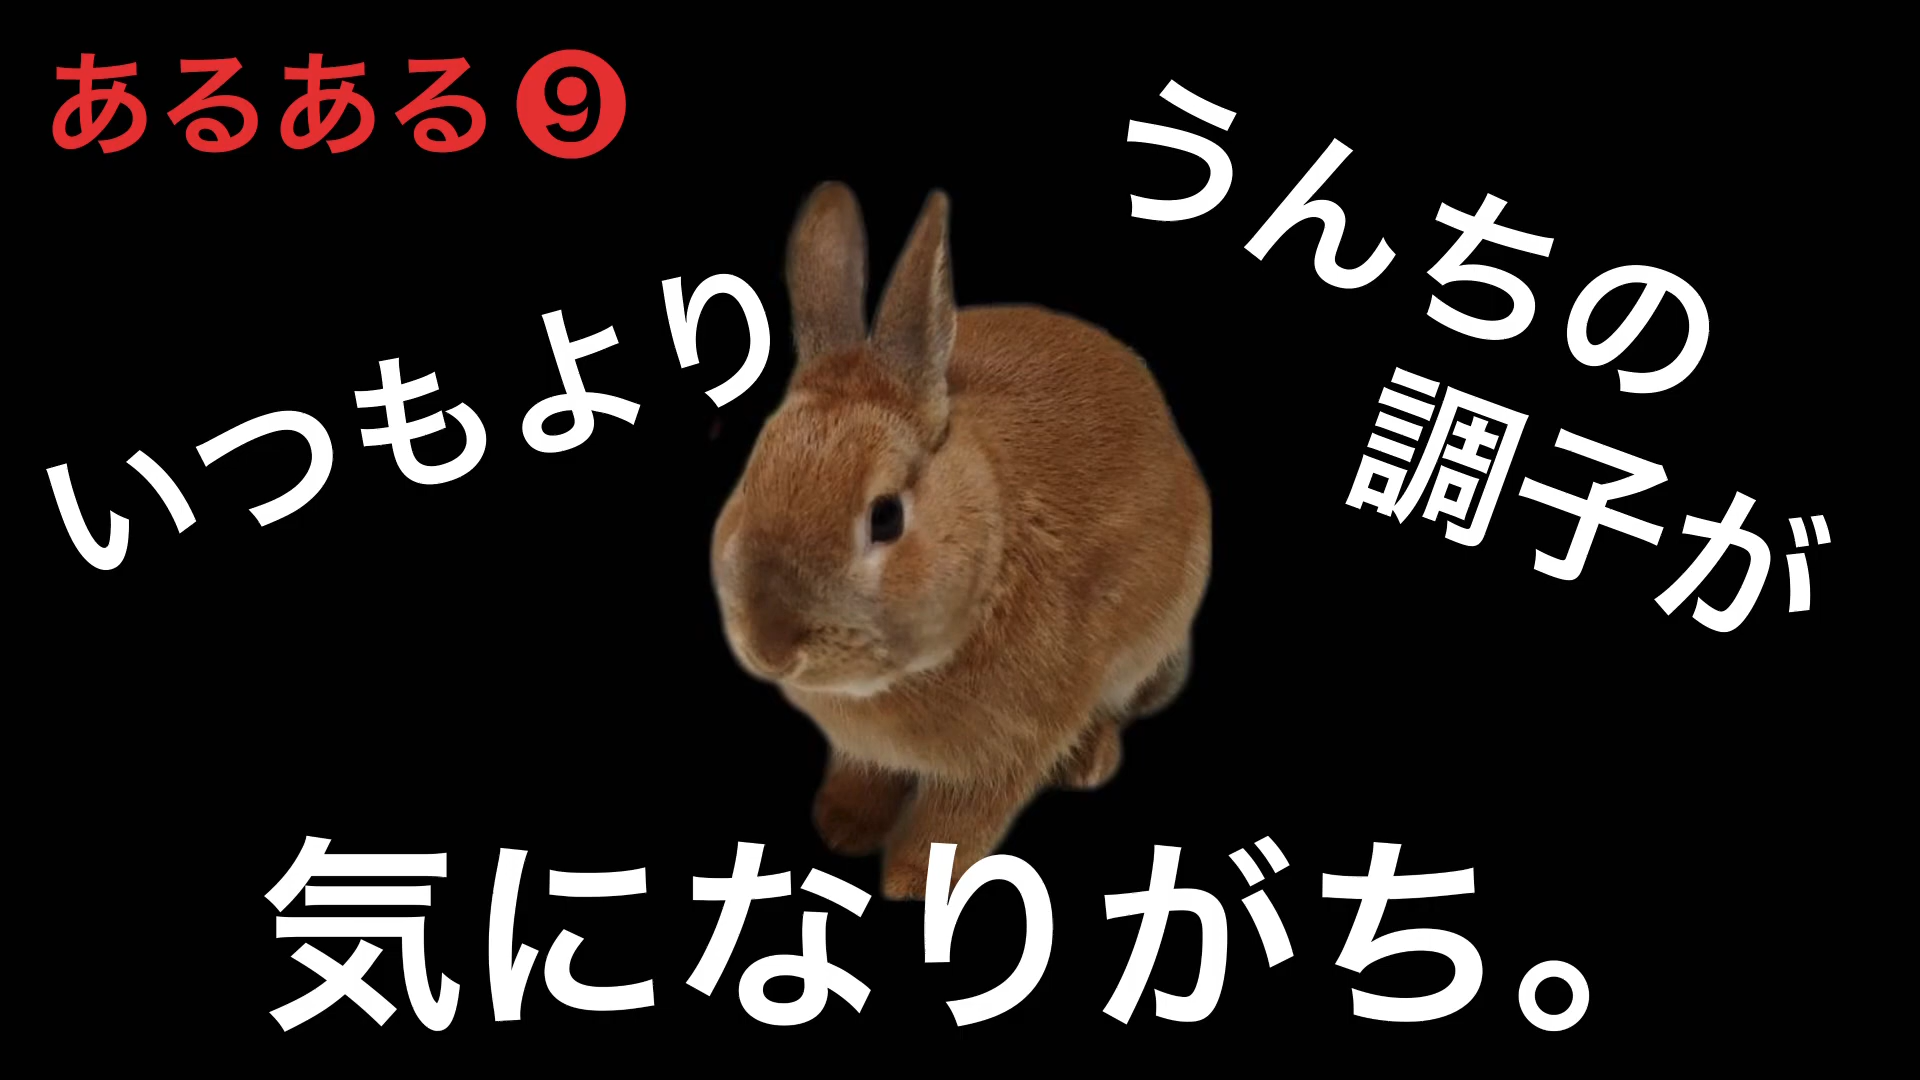 あるある❾
いつもより
うんちの
調子が
気になりがち。